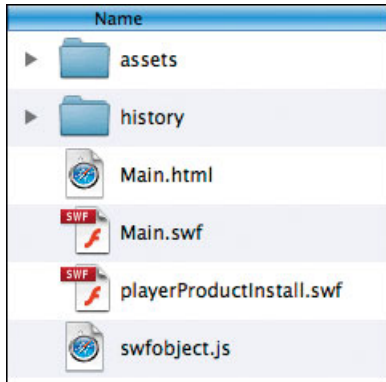 Name
assets
history
Main.html
SWF
Main.swf
SWF
playerProductInstall.swf
swfobject.js